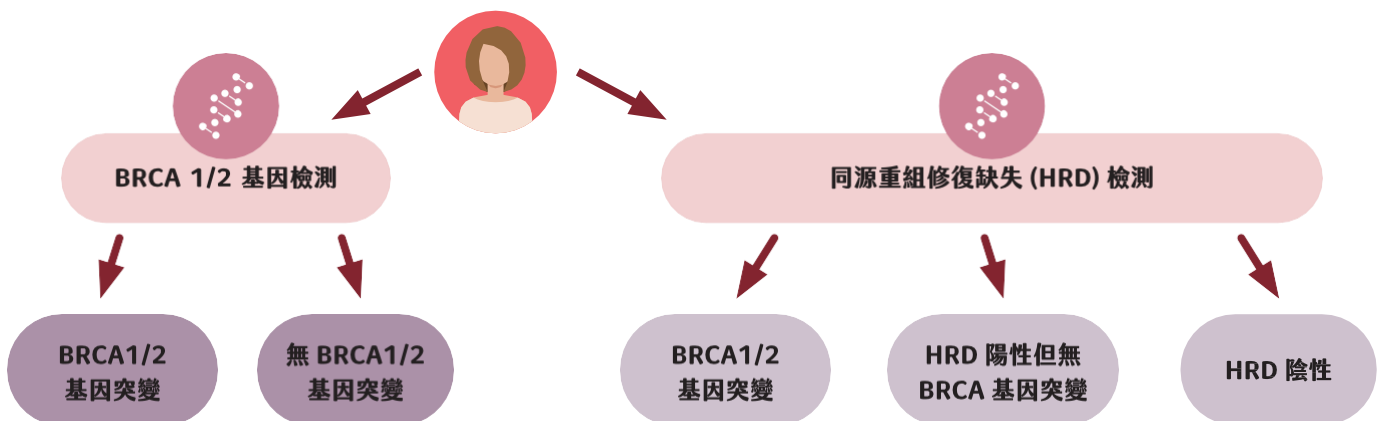 BRCA 1/2 基因檢測
同源重組修復缺失 (HRD) 檢測
BRCA1/2
基因突變
無 BRCA1/2
基因突變
BRCA1/2
基因突變
HRD 陽性但無
BRCA 基因突變
HRD 陰性